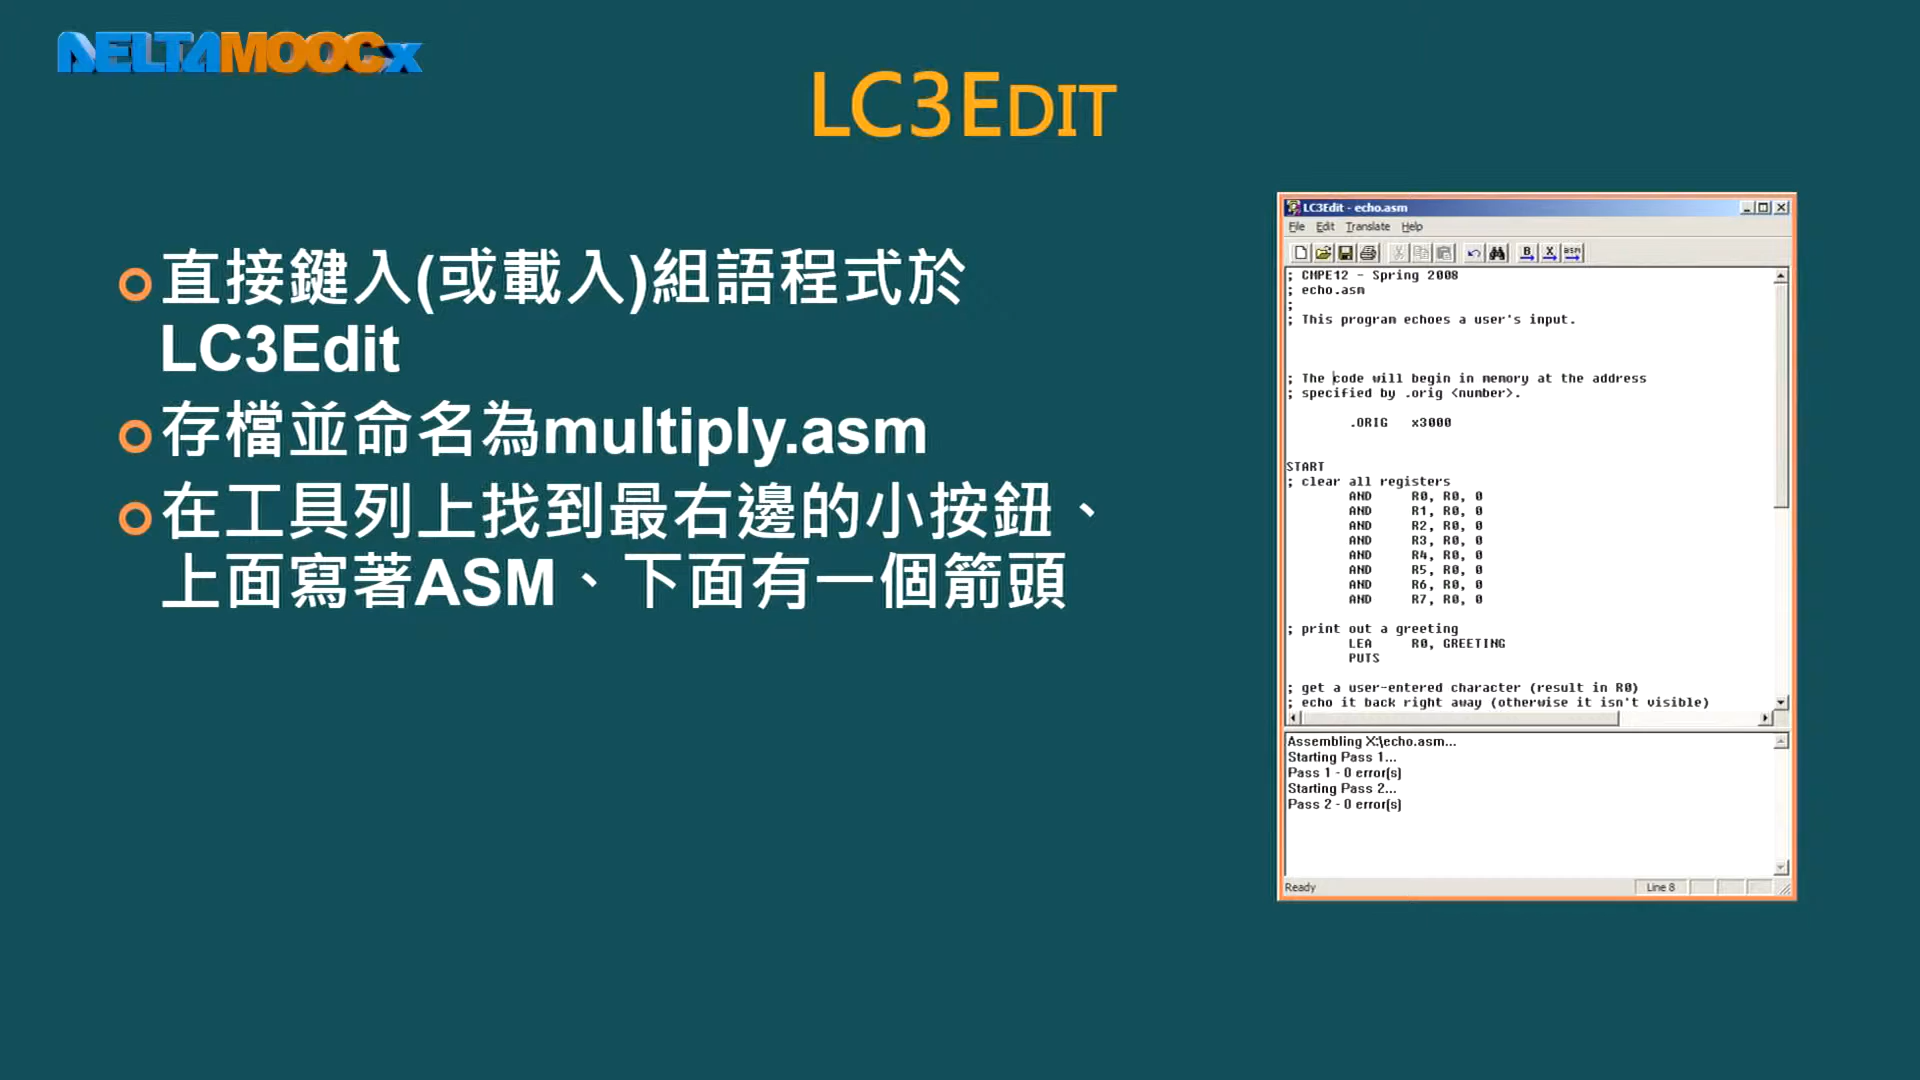 DELTAMOOCx
LC3EDIT
直接鍵入(或載入)組語程式於
LC3Edit
存檔並命名為multiply.asm
在工具列上找到最右邊的小按鈕、
上面寫著ASM、下面有一個箭頭
LC3Edit - echo.asm
File Edit Translate Help
B X asm
; CMPE12 - Spring 2008
; echo.asm
;
; This program echoes a user's input.
; The code will begin in memory at the address
; specified by .orig <number>.
.ORIG x3000
START
; clear all registers
AND R0, R0, 0
AND R1, R0, 0
AND R2, R0, 0
AND R3, R0, 0
AND R4, R0, 0
AND R5, R0, 0
AND R6, R0, 0
AND R7, R0, 0
; print out a greeting
LEA R0, GREETING
PUTS
; get a user-entered character (result in R0)
; echo it back right away (otherwise it isn't visible)
Assembling X:\echo.asm...
Starting Pass 1...
Pass 1 - 0 error(s)
Starting Pass 2...
Pass 2 - 0 error(s)
Ready Line 8